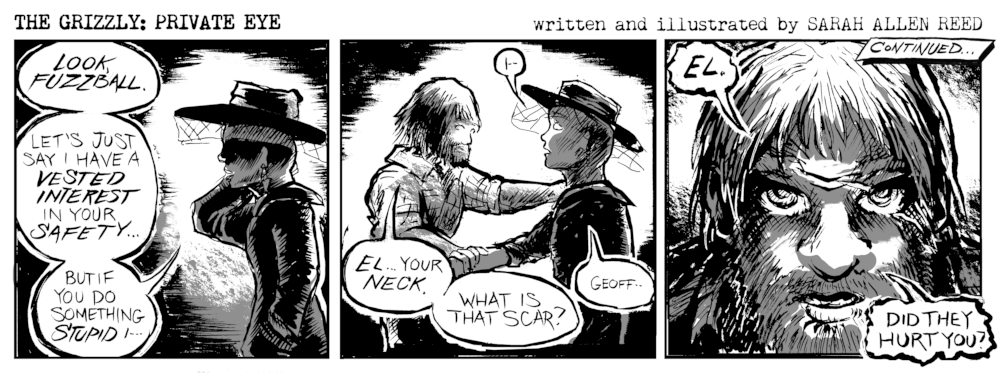 THE GRIZZLY: PRIVATE EYE
written and illustrated by SARAH ALLEN REED
LOOK,
FUZZBALL.
LET'S JUST
SAY I HAVE A
VESTED
INTEREST
IN YOUR
SAFETY...
BUT IF
YOU DO
SOMETHING
STUPID I---
I--
EL... YOUR
NECK.
WHAT IS
THAT SCAR?
GEOFF--
CONTINUED...
EL.
DID THEY
HURT YOU?